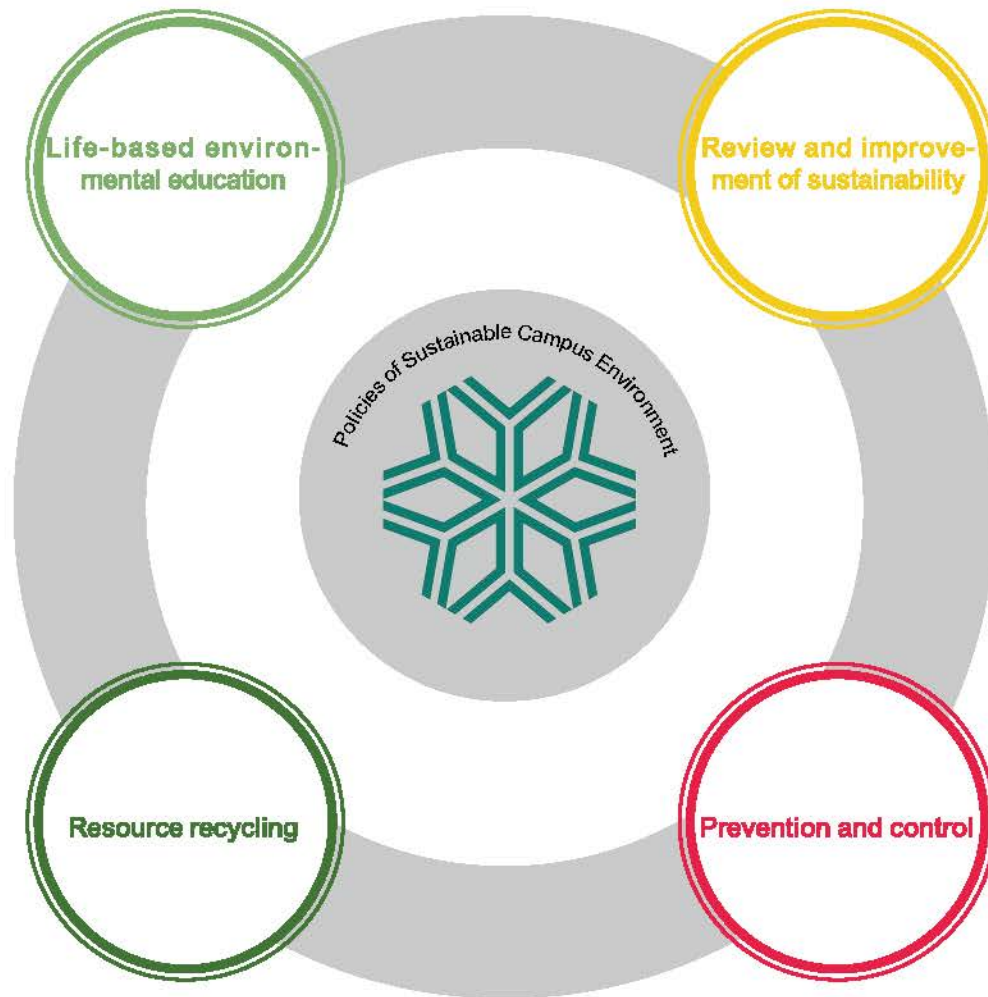 Life-based environ-
mental education
Review and improve-
ment of sustainability
Policies of Sustainable Campus Environment
Resource recycling
Prevention and control